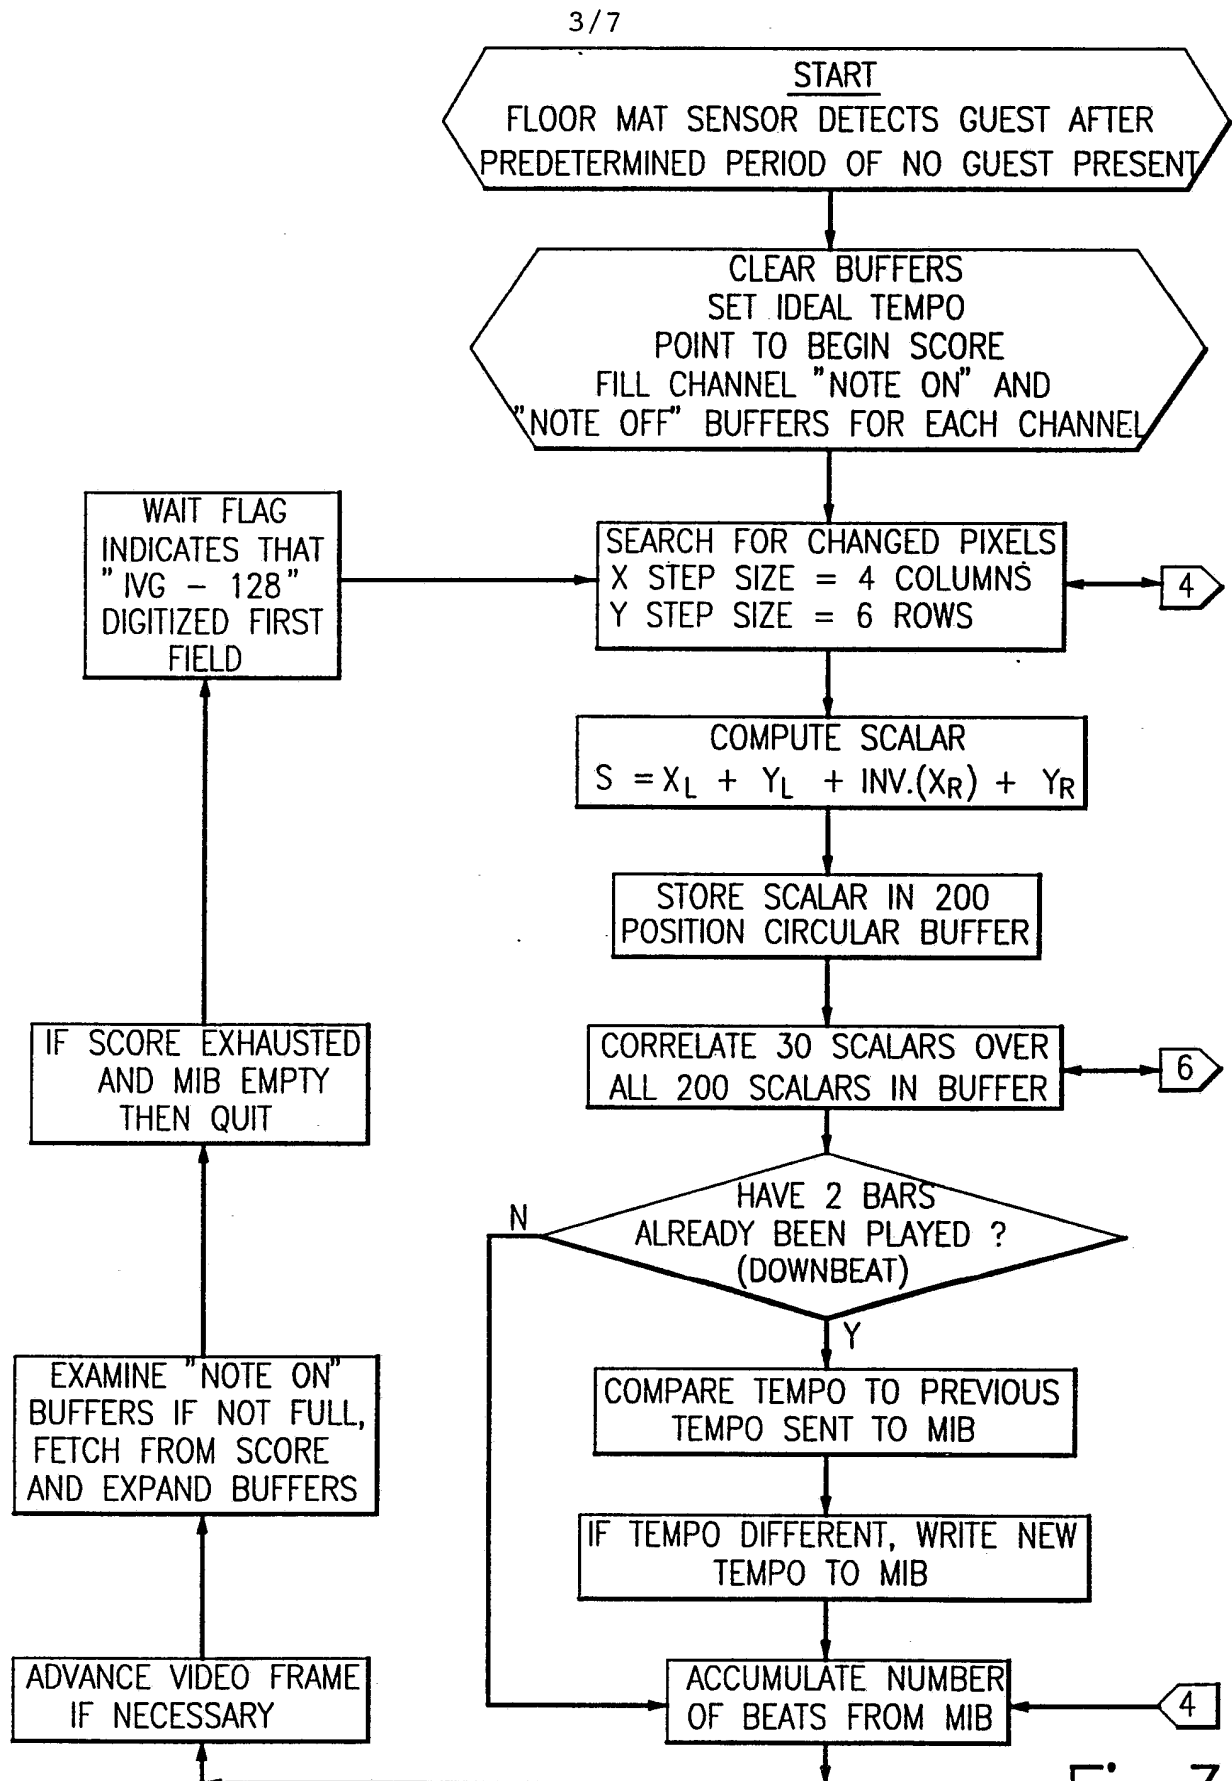 3/7
START
FLOOR MAT SENSOR DETECTS GUEST AFTER
PREDETERMINED PERIOD OF NO GUEST PRESENT
CLEAR BUFFERS
SET IDEAL TEMPO
POINT TO BEGIN SCORE
FILL CHANNEL "NOTE ON" AND
"NOTE OFF" BUFFERS FOR EACH CHANNEL
WAIT FLAG
INDICATES THAT
"IVG – 128"
DIGITIZED FIRST
FIELD
SEARCH FOR CHANGED PIXELS
X STEP SIZE = 4 COLUMNS
Y STEP SIZE = 6 ROWS
4
COMPUTE SCALAR
S = X_L + Y_L + INV.(X_R) + Y_R
STORE SCALAR IN 200
POSITION CIRCULAR BUFFER
IF SCORE EXHAUSTED
AND MIB EMPTY
THEN QUIT
CORRELATE 30 SCALARS OVER
ALL 200 SCALARS IN BUFFER
6
HAVE 2 BARS
ALREADY BEEN PLAYED ?
(DOWNBEAT)
N
Y
EXAMINE "NOTE ON"
BUFFERS IF NOT FULL,
FETCH FROM SCORE
AND EXPAND BUFFERS
COMPARE TEMPO TO PREVIOUS
TEMPO SENT TO MIB
IF TEMPO DIFFERENT, WRITE NEW
TEMPO TO MIB
ADVANCE VIDEO FRAME
IF NECESSARY
ACCUMULATE NUMBER
OF BEATS FROM MIB
4